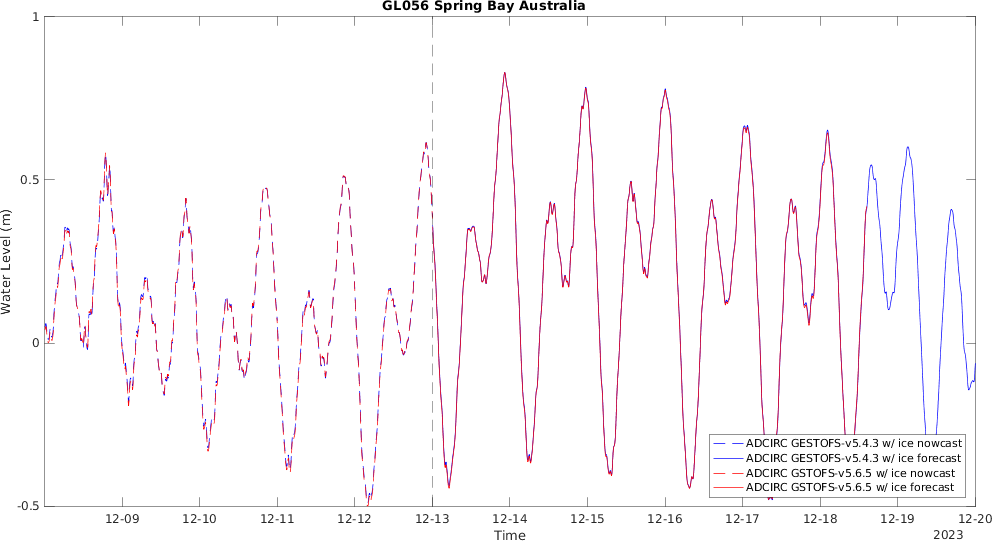 GL056 Spring Bay Australia
1
0.5
0
-0.5
Water Level (m)
ADCIRC GESTOFS-v5.4.3 w/ ice nowcast
ADCIRC GESTOFS-v5.4.3 w/ ice forecast
ADCIRC GSTOFS-v5.6.5 w/ ice nowcast
ADCIRC GSTOFS-v5.6.5 w/ ice forecast
12-09 12-10 12-11 12-12 12-13 12-14 12-15 12-16 12-17 12-18 12-19 12-20
Time
2023